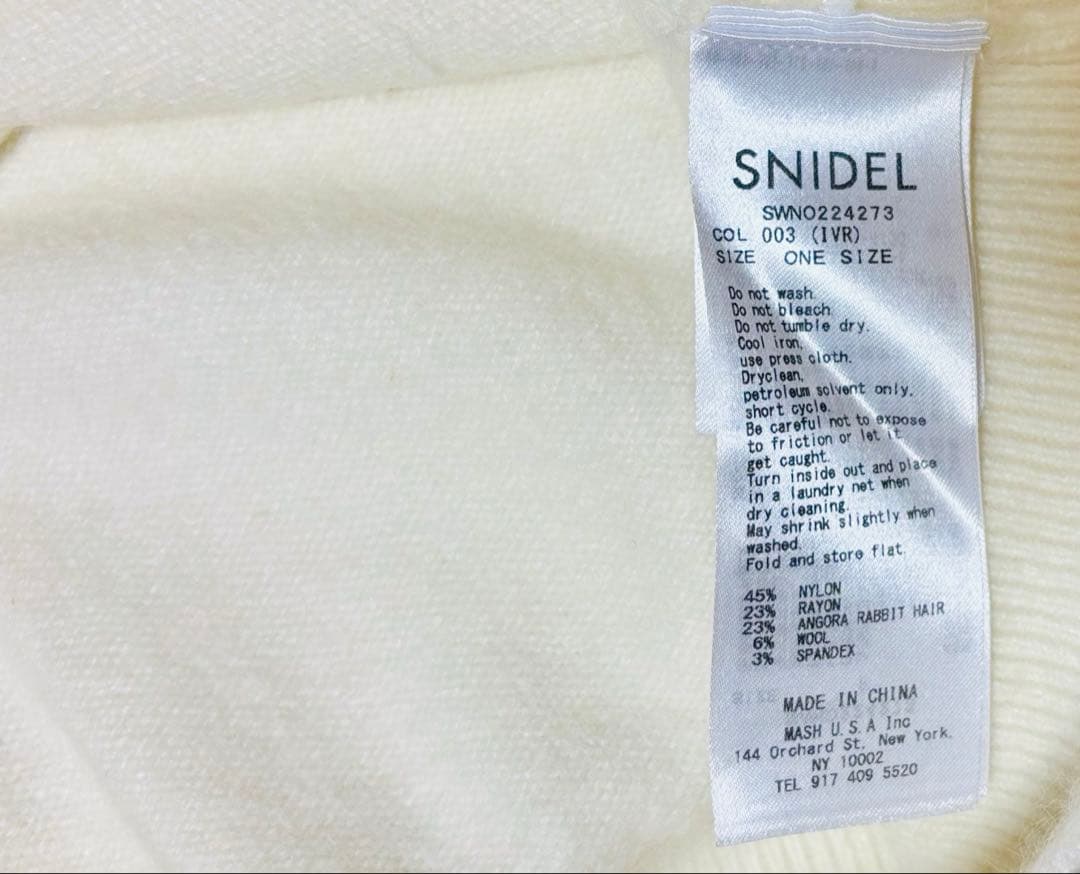 SNIDEL
SWNO224273
COL 003 (IVR)
SIZE ONE SIZE
Do not wash.
Do not bleach
Do not tumble dry.
Cool iron,
use press cloth.
Dryclean,
petroleum solvent only.
short cycle.
Be careful not to expose
to friction or let it
get caught.
Turn inside out and place
in a laundry net when
dry cleaning.
May shrink slightly when
washed.
Fold and store flat.
45% NYLON
23% RAYON
23% ANGORA RABBIT HAIR
6% WOOL
3% SPANDEX
MADE IN CHINA
MASH U.S.A Inc
144 Orchard St, New York,
NY 10002
TEL 917 409 5520